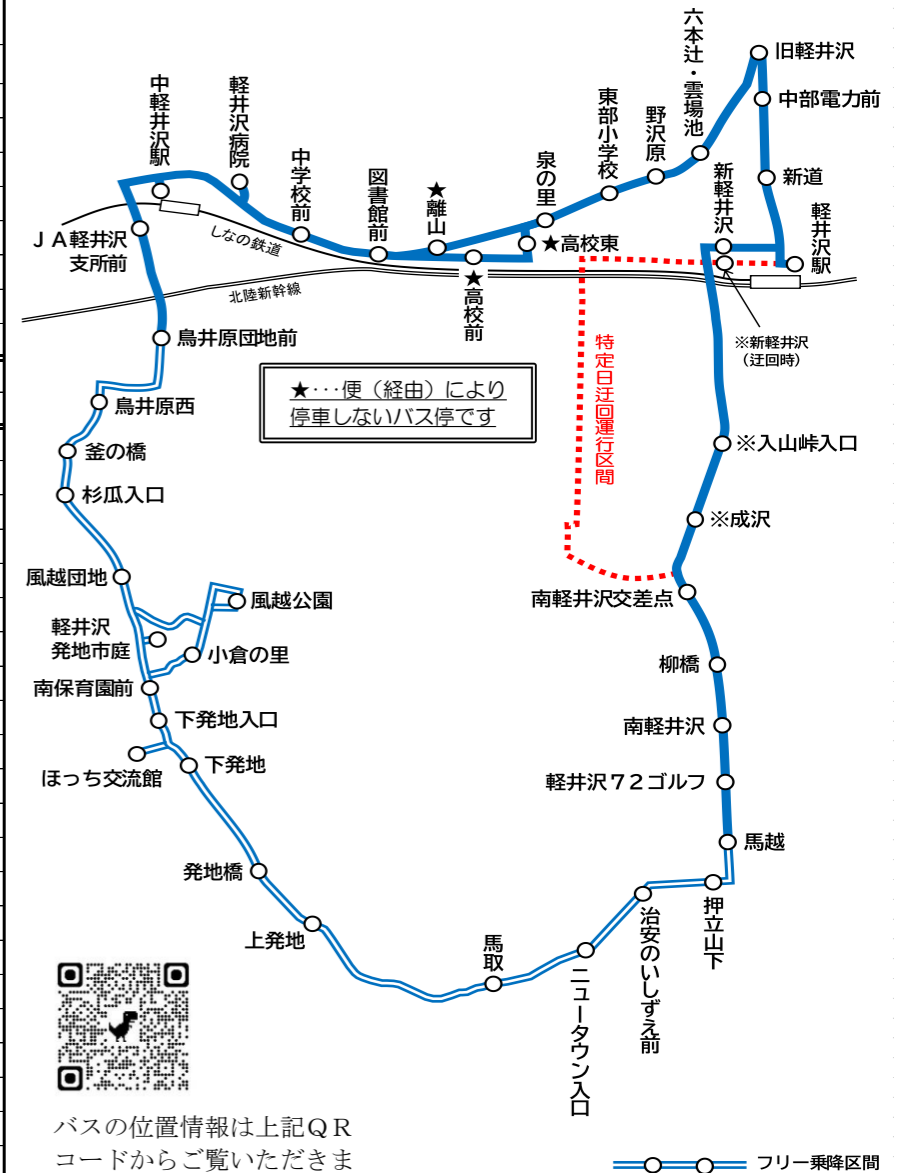 六本辻・雲場池
旧軽井沢
中部電力前
新道
軽井沢駅
新軽井沢
※新軽井沢
（迂回時）
野沢原
東部小学校
泉の里
★高校東
★離山
★高校前
図書館前
中学校前
軽井沢病院
中軽井沢駅
しなの鉄道
北陸新幹線
ＪＡ軽井沢
支所前
鳥井原団地前
鳥井原西
釜の橋
杉瓜入口
風越団地
風越公園
軽井沢
発地市庭
小倉の里
南保育園前
下発地入口
ほっち交流館
下発地
発地橋
上発地
馬取
ニュータウン入口
治安のいしずえ前
押立山下
馬越
軽井沢７２ゴルフ
南軽井沢
柳橋
南軽井沢交差点
※成沢
※入山峠入口
特定日迂回運行区間
★･･･便（経由）により
停車しないバス停です
バスの位置情報は上記ＱＲ
コードからご覧いただきま
フリー乗降区間